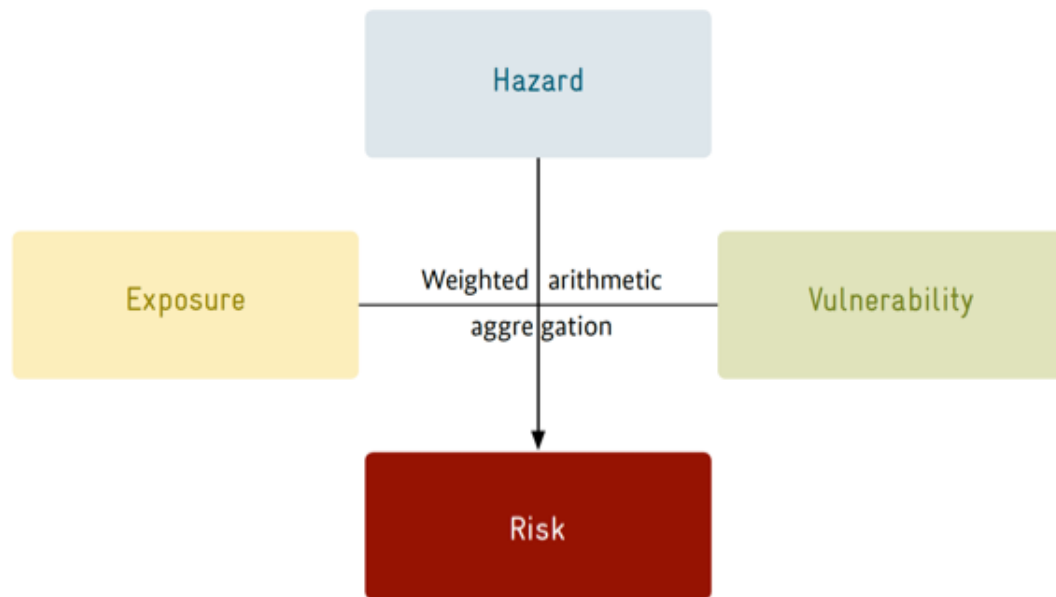 Hazard
Exposure
Weighted arithmetic
aggregation
Vulnerability
Risk